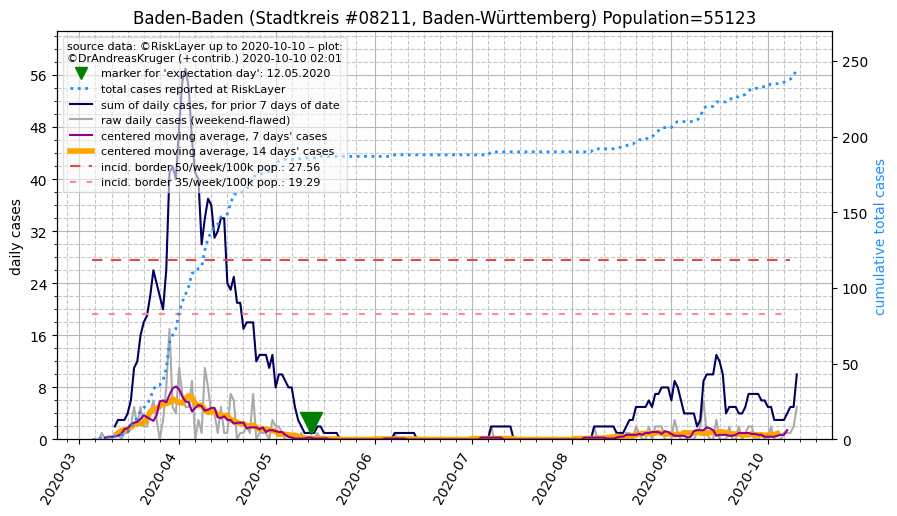 Baden-Baden (Stadtkreis #08211, Baden-Württemberg) Population=55123
source data: ©RiskLayer up to 2020-10-10 – plot:
©DrAndreasKruger (+contrib.) 2020-10-10 02:01
marker for 'expectation day': 12.05.2020
total cases reported at RiskLayer
sum of daily cases, for prior 7 days of date
raw daily cases (weekend-flawed)
centered moving average, 7 days' cases
centered moving average, 14 days' cases
incid. border 50/week/100k pop.: 27.56
incid. border 35/week/100k pop.: 19.29
daily cases
56
48
40
32
24
16
8
0
cumulative total cases
250
200
150
100
50
0
2020-03
2020-04
2020-05
2020-06
2020-07
2020-08
2020-09
2020-10